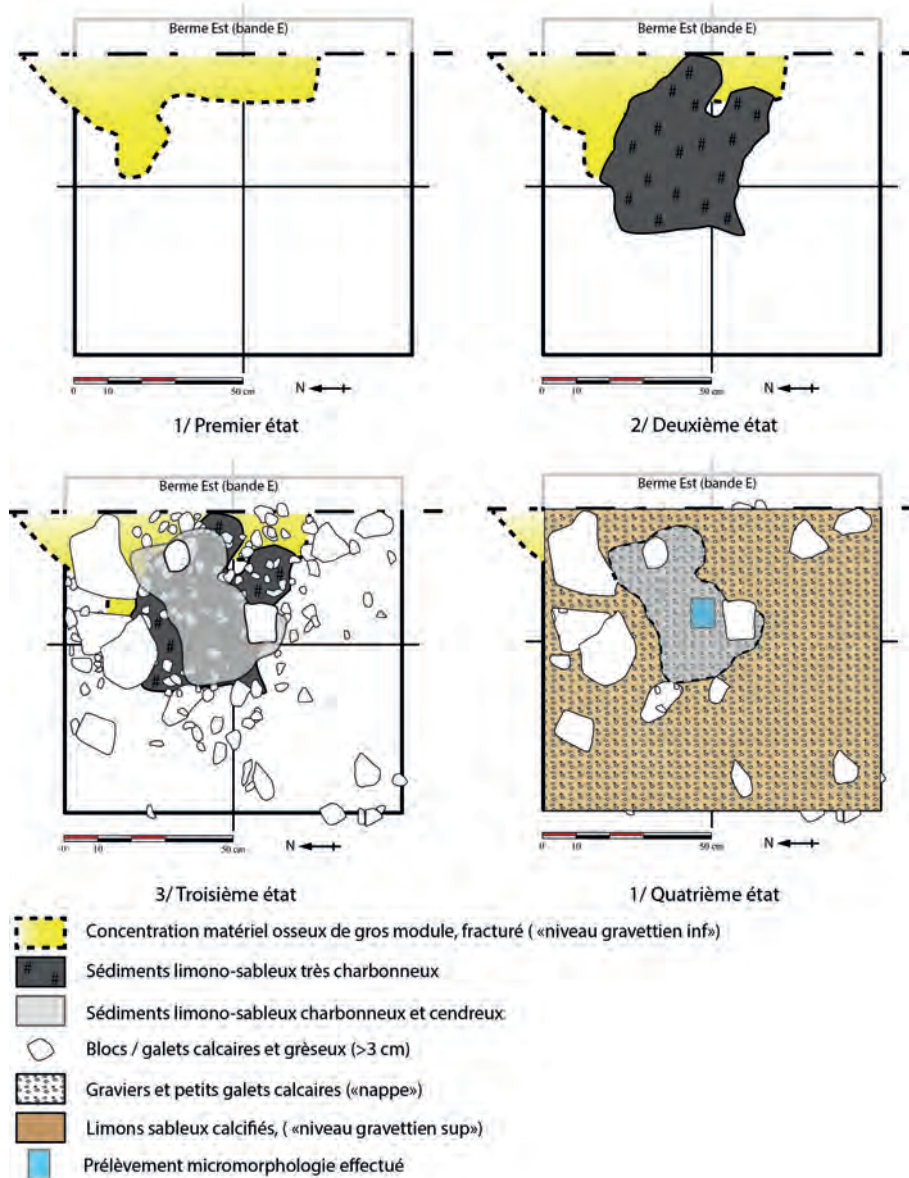 Berme Est (bande E)
0 10 50 cm N
1/ Premier état
Berme Est (bande E)
0 10 50 cm N
2/ Deuxième état
Berme Est (bande E)
0 10 50 cm N
3/ Troisième état
Berme Est (bande E)
0 10 50 cm N
1/ Quatrième état
Concentration matériel osseux de gros module, fracturé ( «niveau gravettien inf»)
Sédiments limono-sableux très charbonneux
Sédiments limono-sableux charbonneux et cendreux
Blocs / galets calcaires et grèseux (>3 cm)
Graviers et petits galets calcaires («nappe»)
Limons sableux calcifiés, ( «niveau gravettien sup»)
Prélèvement micromorphologie effectué